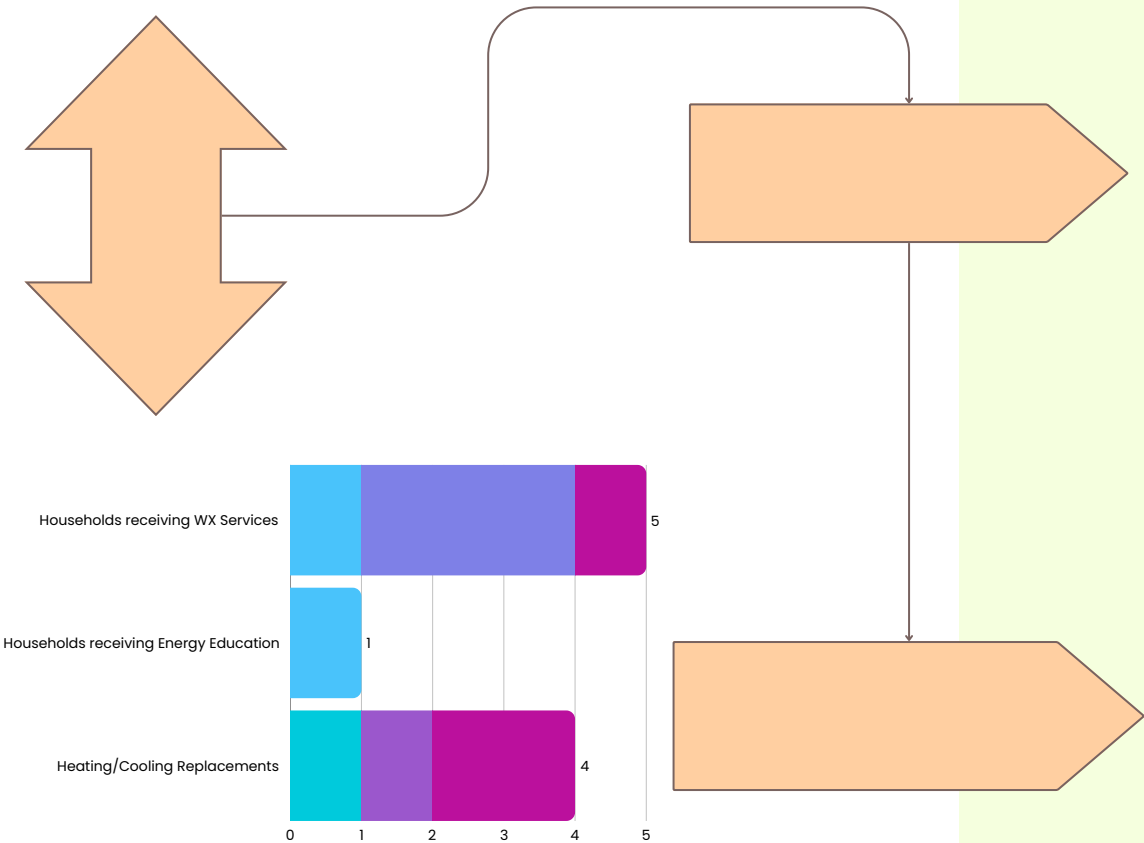 Households receiving WX Services
5
Households receiving Energy Education
1
Heating/Cooling Replacements
4
0 1 2 3 4 5